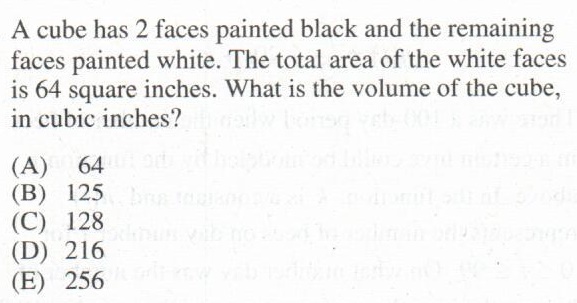 A cube has 2 faces painted black and the remaining
faces painted white. The total area of the white faces
is 64 square inches. What is the volume of the cube,
in cubic inches?
(A) 64
(B) 125
(C) 128
(D) 216
(E) 256